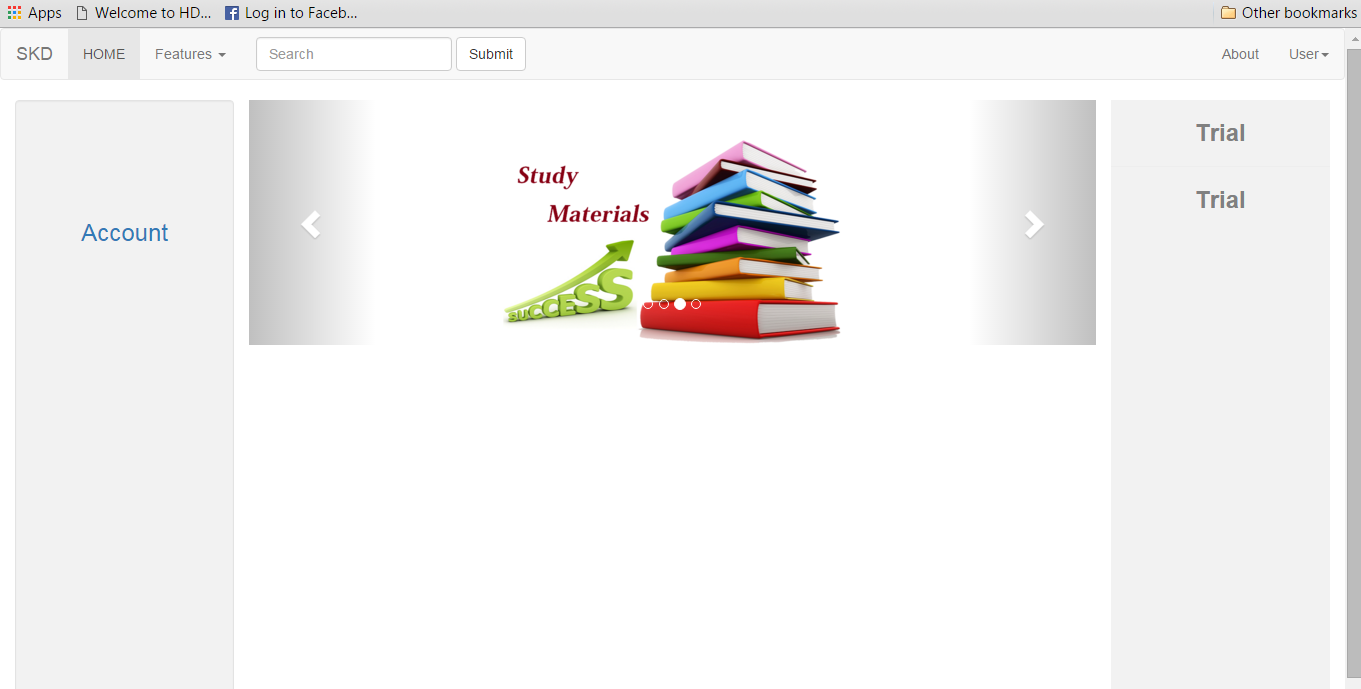 Apps Welcome to HD... Log in to Faceb... Other bookmarks
SKD HOME Features Search Submit About User
Account
Study
Materials
SUCCESS
Trial
Trial